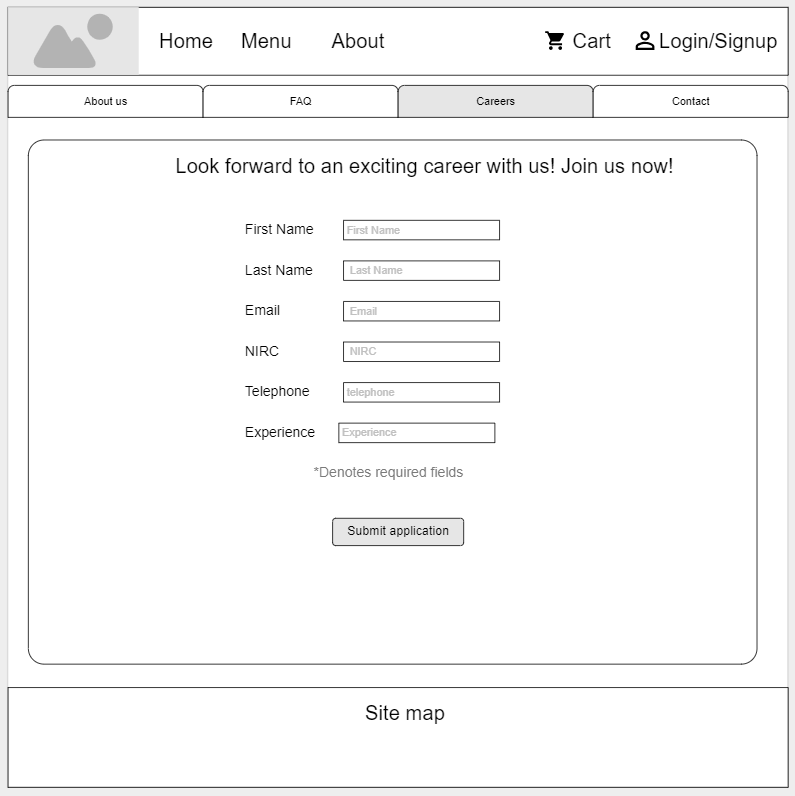 Home Menu About Cart Login/Signup
About us FAQ Careers Contact
Look forward to an exciting career with us! Join us now!
First Name First Name
Last Name Last Name
Email Email
NIRC NIRC
Telephone telephone
Experience Experience
*Denotes required fields
Submit application
Site map